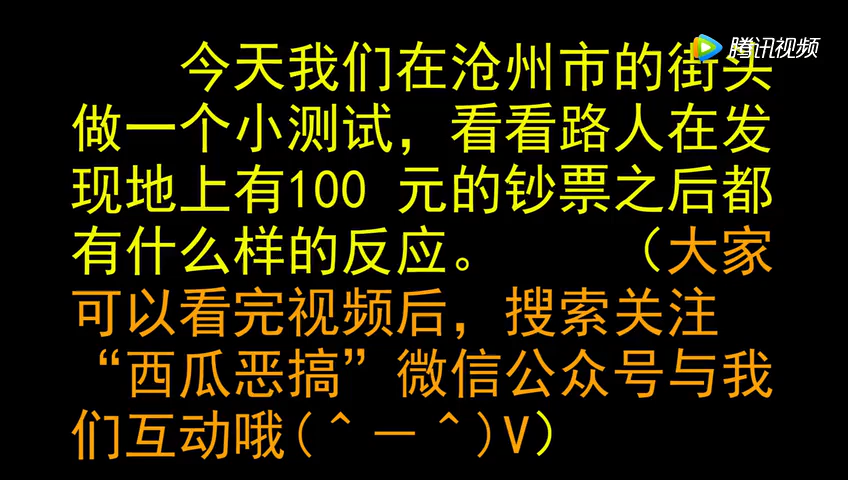 腾讯视频
今天我们在沧州市的街头
做一个小测试，看看路人在发
现地上有100 元的钞票之后都
有什么样的反应。 （大家
可以看完视频后，搜索关注
“西瓜恶搞”微信公众号与我
们互动哦(＾－＾)V）